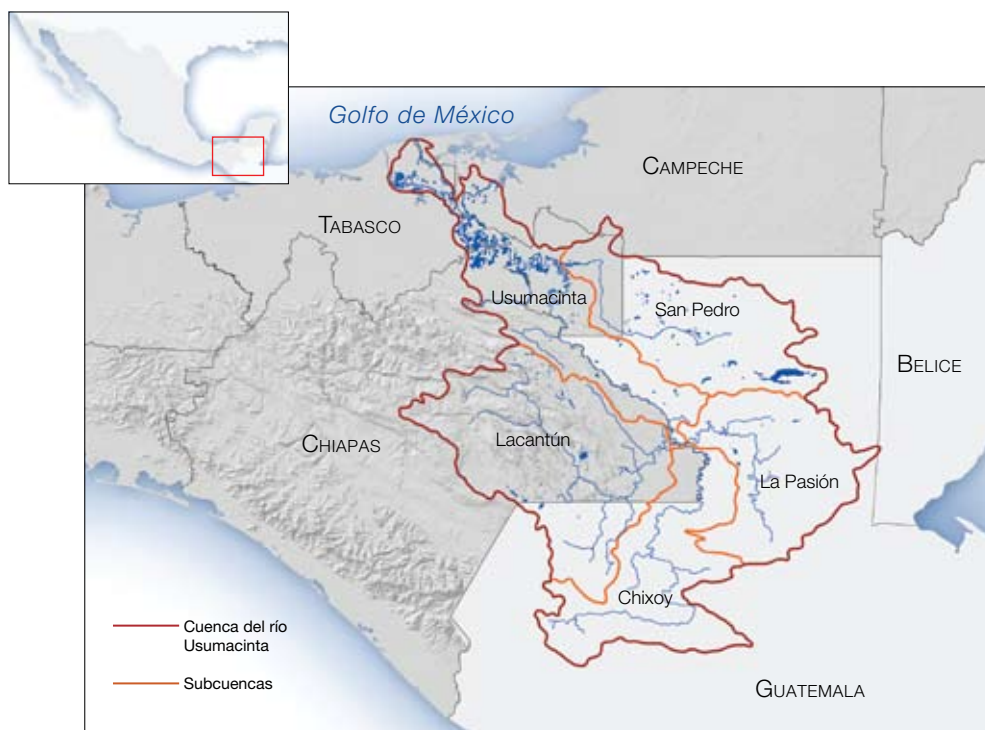 Golfo de México
CAMPECHE
TABASCO
Usumacinta
San Pedro
BELICE
CHIAPAS
Lacantún
La Pasión
Chixoy
Cuenca del río
Usumacinta
Subcuencas
GUATEMALA